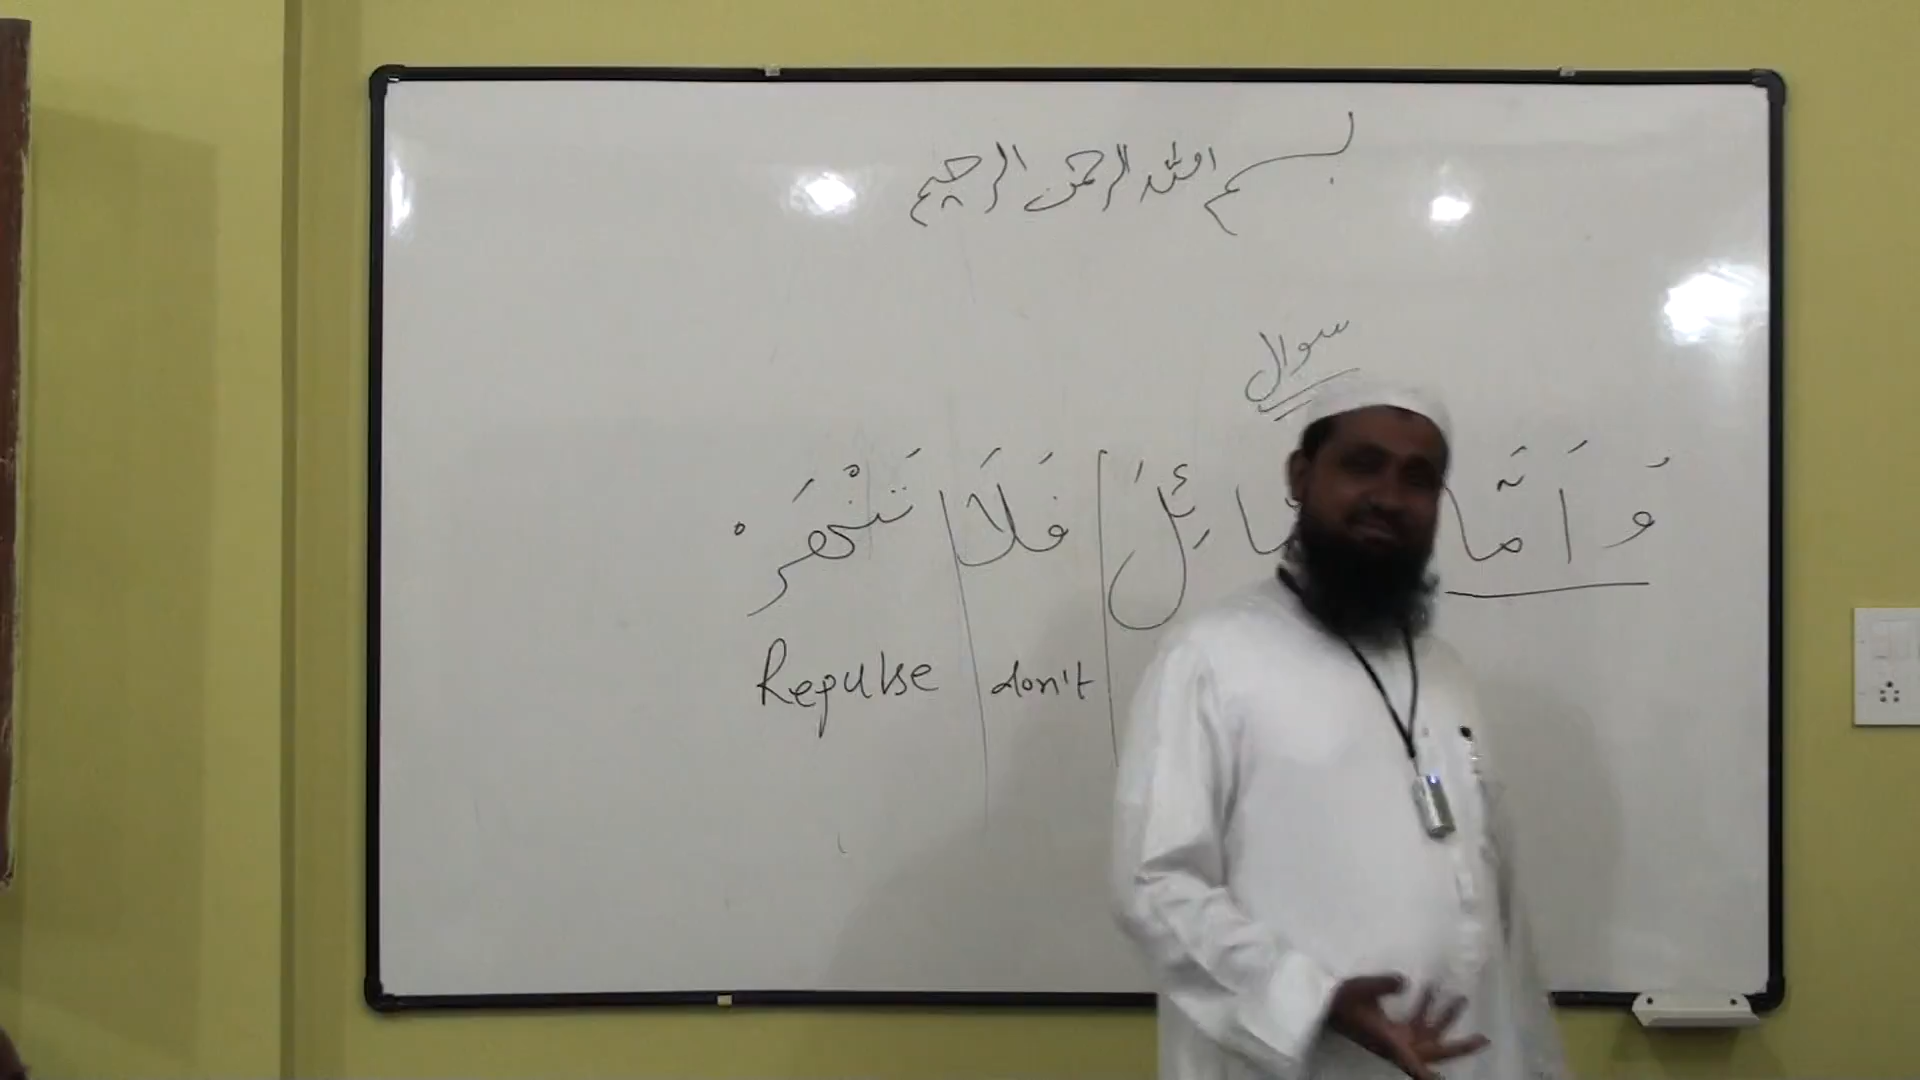 بسم الله الرحمن الرحيم
سوال
وَ اَمَّا ئِلَ فَلَا تَنْهَرْ
Repulse don't